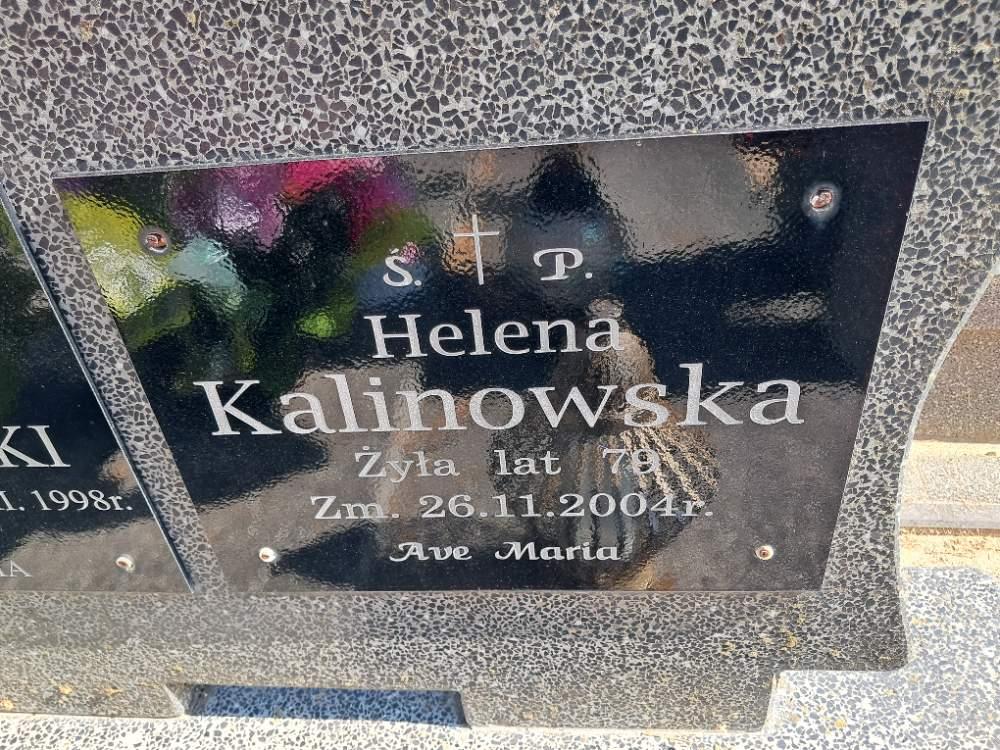 Ś. P.
Helena
Kalinowska
Żyła lat 79
Zm. 26.11.2004r.
Ave Maria
KI
I. 1998r.